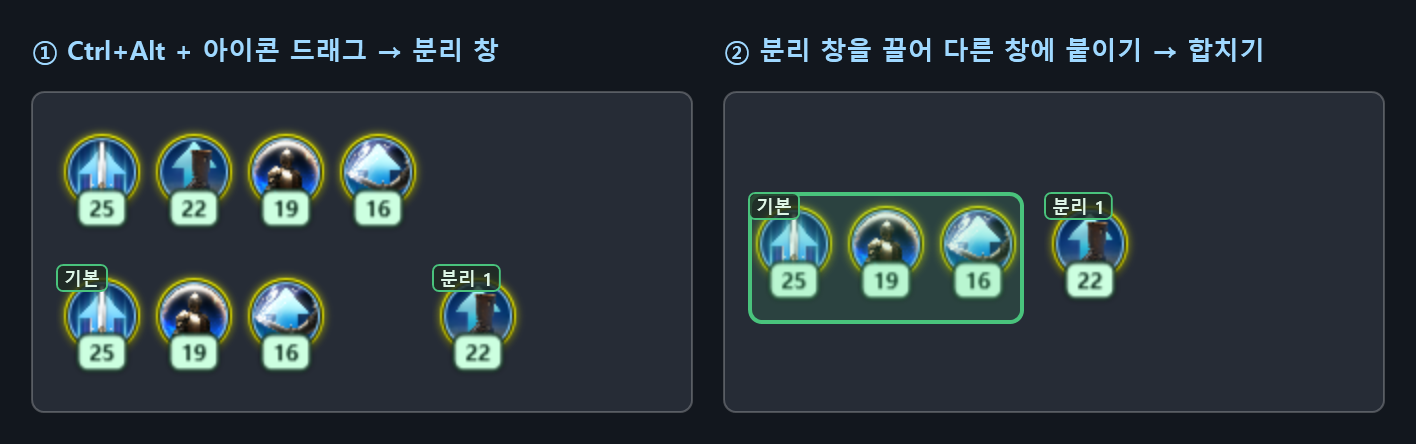 ① Ctrl+Alt + 아이콘 드래그 → 분리 창
25 22 19 16
기본 분리 1
25 19 16 22
② 분리 창을 끌어 다른 창에 붙이기 → 합치기
기본 분리 1
25 19 16 22